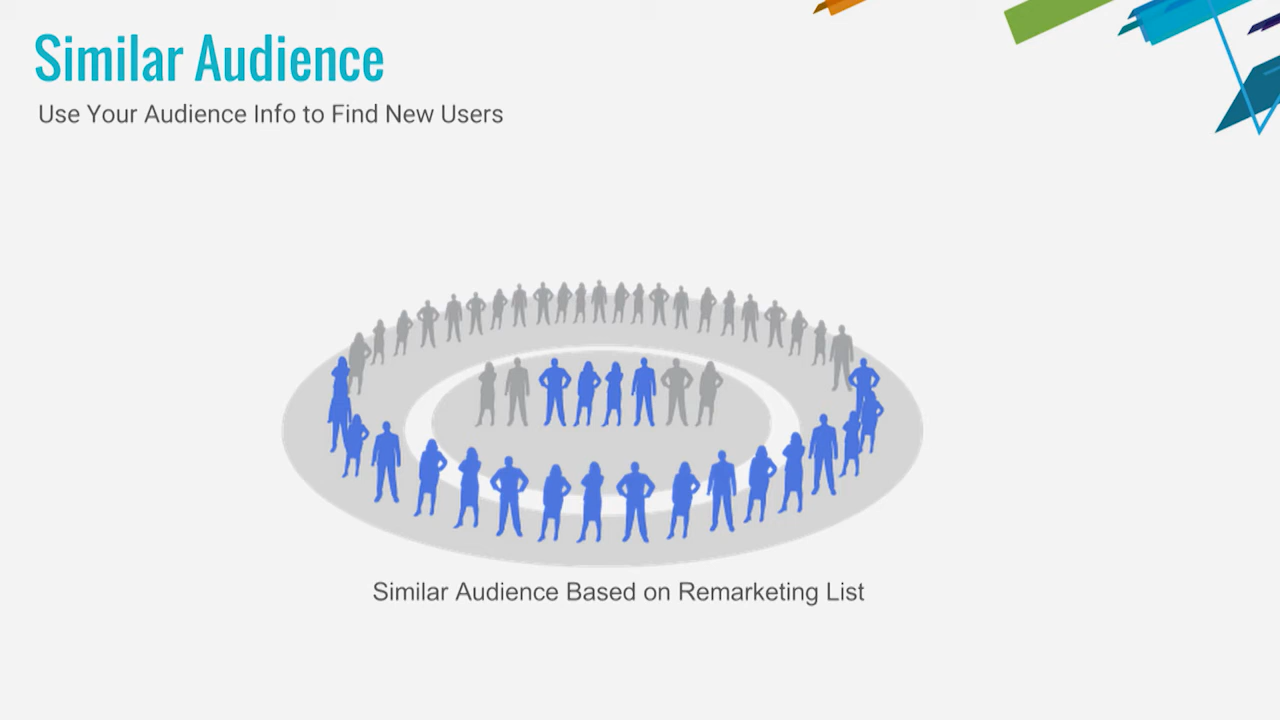 Similar Audience
Use Your Audience Info to Find New Users
Similar Audience Based on Remarketing List